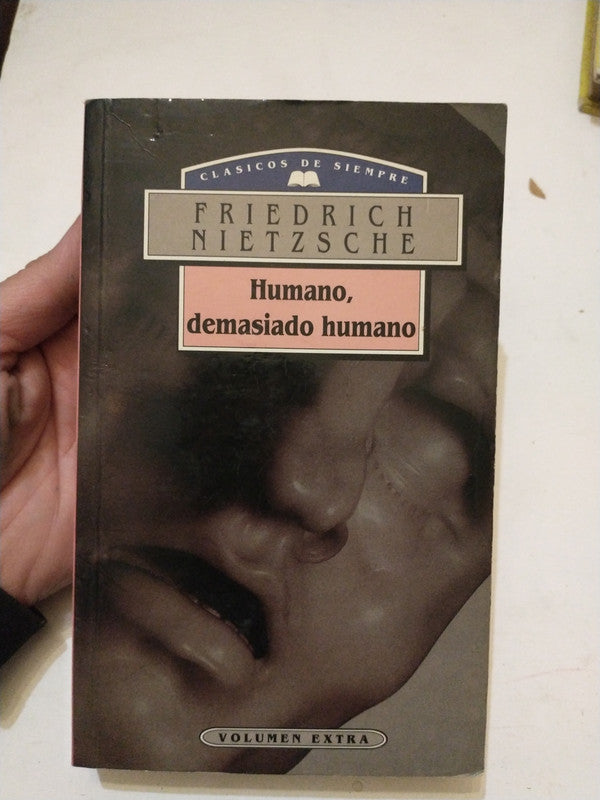 CLASICOS DE SIEMPRE
FRIEDRICH
NIETZSCHE
Humano,
demasiado humano
VOLUMEN EXTRA